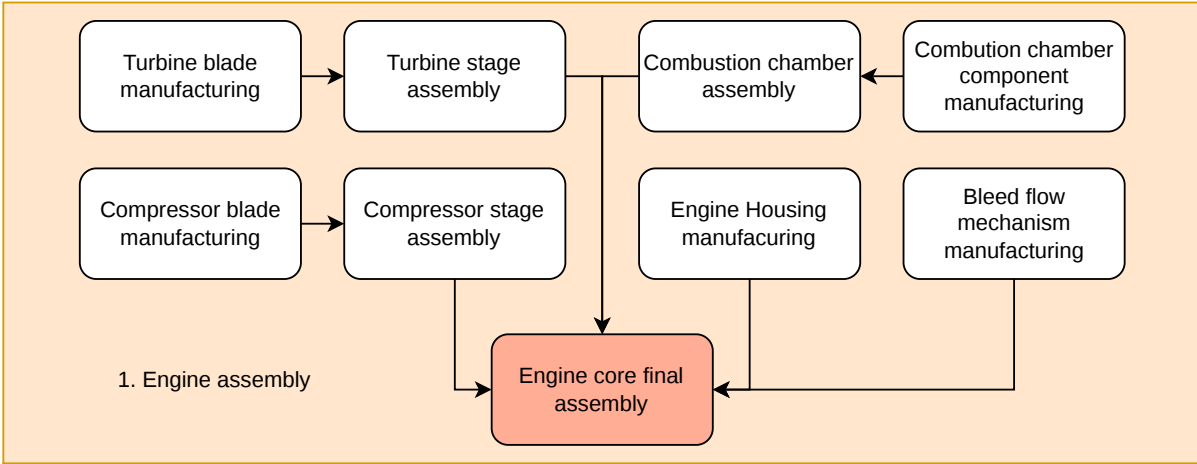 Turbine blade
manufacturing
Turbine stage
assembly
Combustion chamber
assembly
Combution chamber
component
manufacturing
Compressor blade
manufacturing
Compressor stage
assembly
Engine Housing
manufacuring
Bleed flow
mechanism
manufacturing
1. Engine assembly
Engine core final
assembly